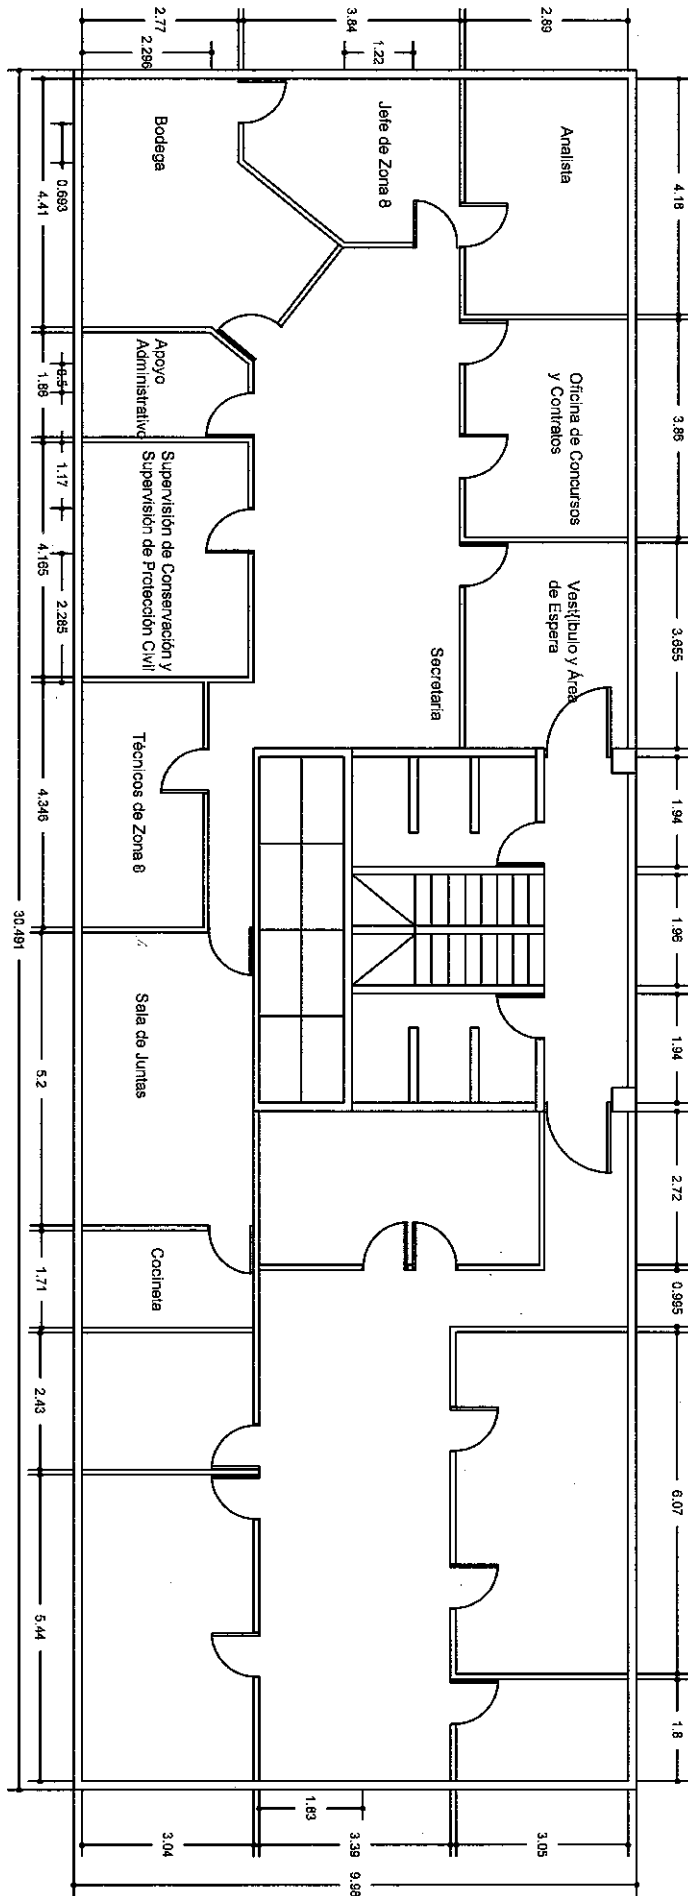 2.77
3.84
2.89
2.296
1.22
4.18
3.86
3.655
1.94
1.96
1.94
2.72
0.995
6.07
1.8
Analista
Oficina de Concursos
y Contratos
Vestíbulo y Área
de Espera
Jefe de Zona 8
Secretaria
Bodega
Apoyo
Administrativo
Supervisión de Conservación y
Supervisión de Protección Civil
Técnicos de Zona 8
Sala de Juntas
Cocineta
0.693
0.5
1.17
2.285
4.41
1.86
4.165
4.346
5.2
1.71
2.43
5.44
30.491
1.63
3.04
3.39
3.05
9.98